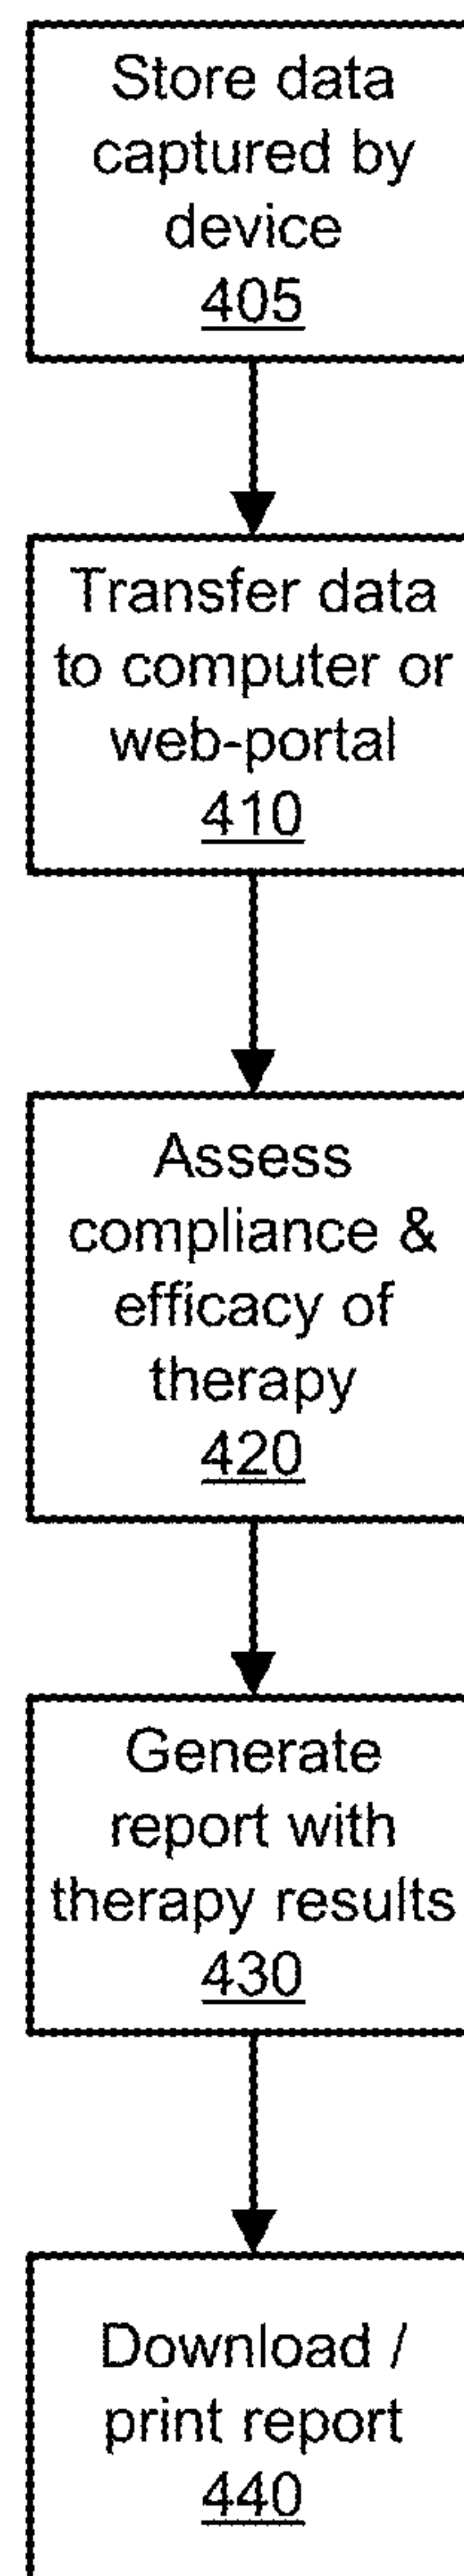 Store data
captured by
device
405
Transfer data
to computer or
web-portal
410
Assess
compliance &
efficacy of
therapy
420
Generate
report with
therapy results
430
Download /
print report
440